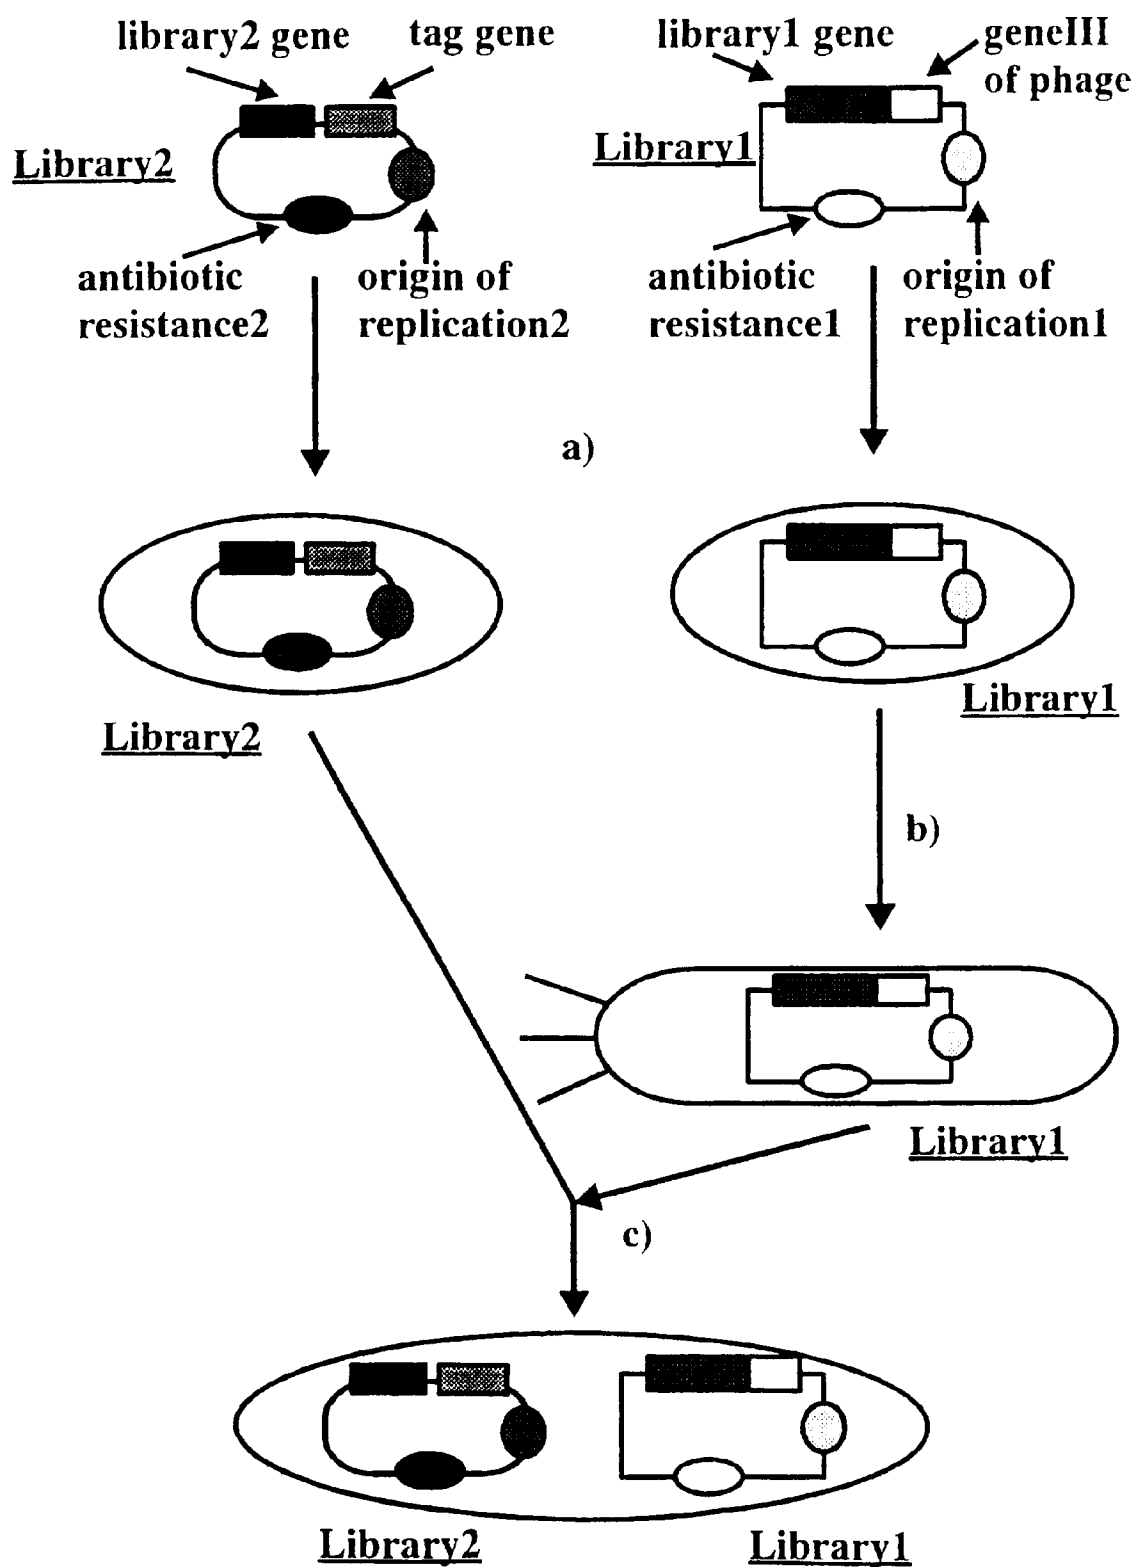 library2 gene
tag gene
library1 gene
geneIII
of phage
Library2
Library1
antibiotic
resistance2
origin of
replication2
antibiotic
resistance1
origin of
replication1
a)
Library2
Library1
b)
Library1
c)
Library2
Library1